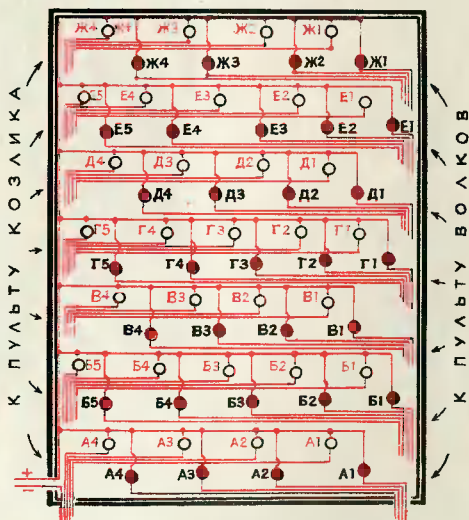 К ПУЛЬТУ КОЗЛИКА
Ж4 Ж4 Ж3 Ж2 Ж1
Ж4 Ж3 Ж2 Ж1
Е5 Е4 Е3 Е2 Е1
Е5 Е4 Е3 Е2 Е1
Д4 Д3 Д2 Д1
Д4 Д3 Д2 Д1
Г5 Г4 Г3 Г2 Г1
Г5 Г4 Г3 Г2 Г1
В4 В3 В2 В1
В4 В3 В2 В1
Б5 Б4 Б3 Б2 Б1
Б5 Б4 Б3 Б2 Б1
А4 А3 А2 А1
А4 А3 А2 А1
+
−
К ПУЛЬТУ ВОЛКОВ